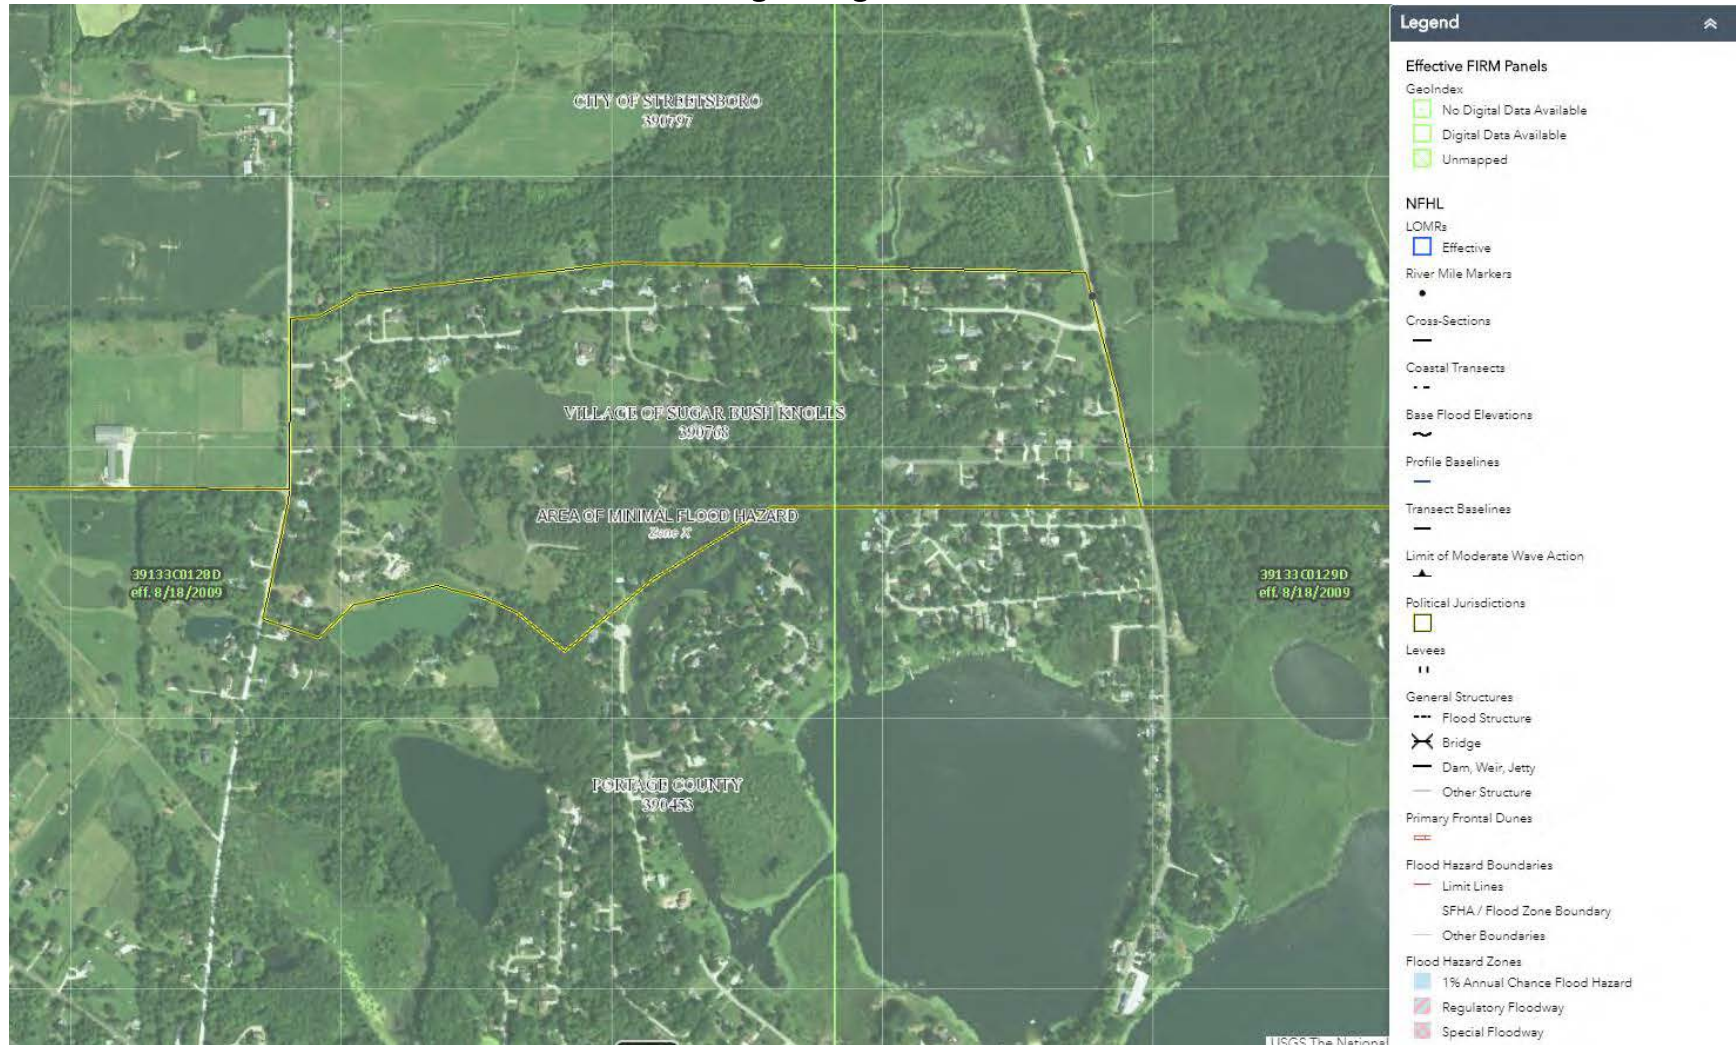 CITY OF STREETSBORO
390797
VILLAGE OF SUGAR BUSH KNOLLS
390763
AREA OF MINIMAL FLOOD HAZARD
Zone X
39133C0128D
eff. 8/18/2009
39133C0129D
eff. 8/18/2009
PORTAGE COUNTY
390453
USGS The National
Legend
Effective FIRM Panels
GeoIndex
No Digital Data Available
Digital Data Available
Unmapped
NFHL
LOMRs
Effective
River Mile Markers
Cross-Sections
Coastal Transects
Base Flood Elevations
Profile Baselines
Transect Baselines
Limit of Moderate Wave Action
Political Jurisdictions
Levees
General Structures
Flood Structure
Bridge
Dam, Weir, Jetty
Other Structure
Primary Frontal Dunes
Flood Hazard Boundaries
Limit Lines
SFHA / Flood Zone Boundary
Other Boundaries
Flood Hazard Zones
1% Annual Chance Flood Hazard
Regulatory Floodway
Special Floodway